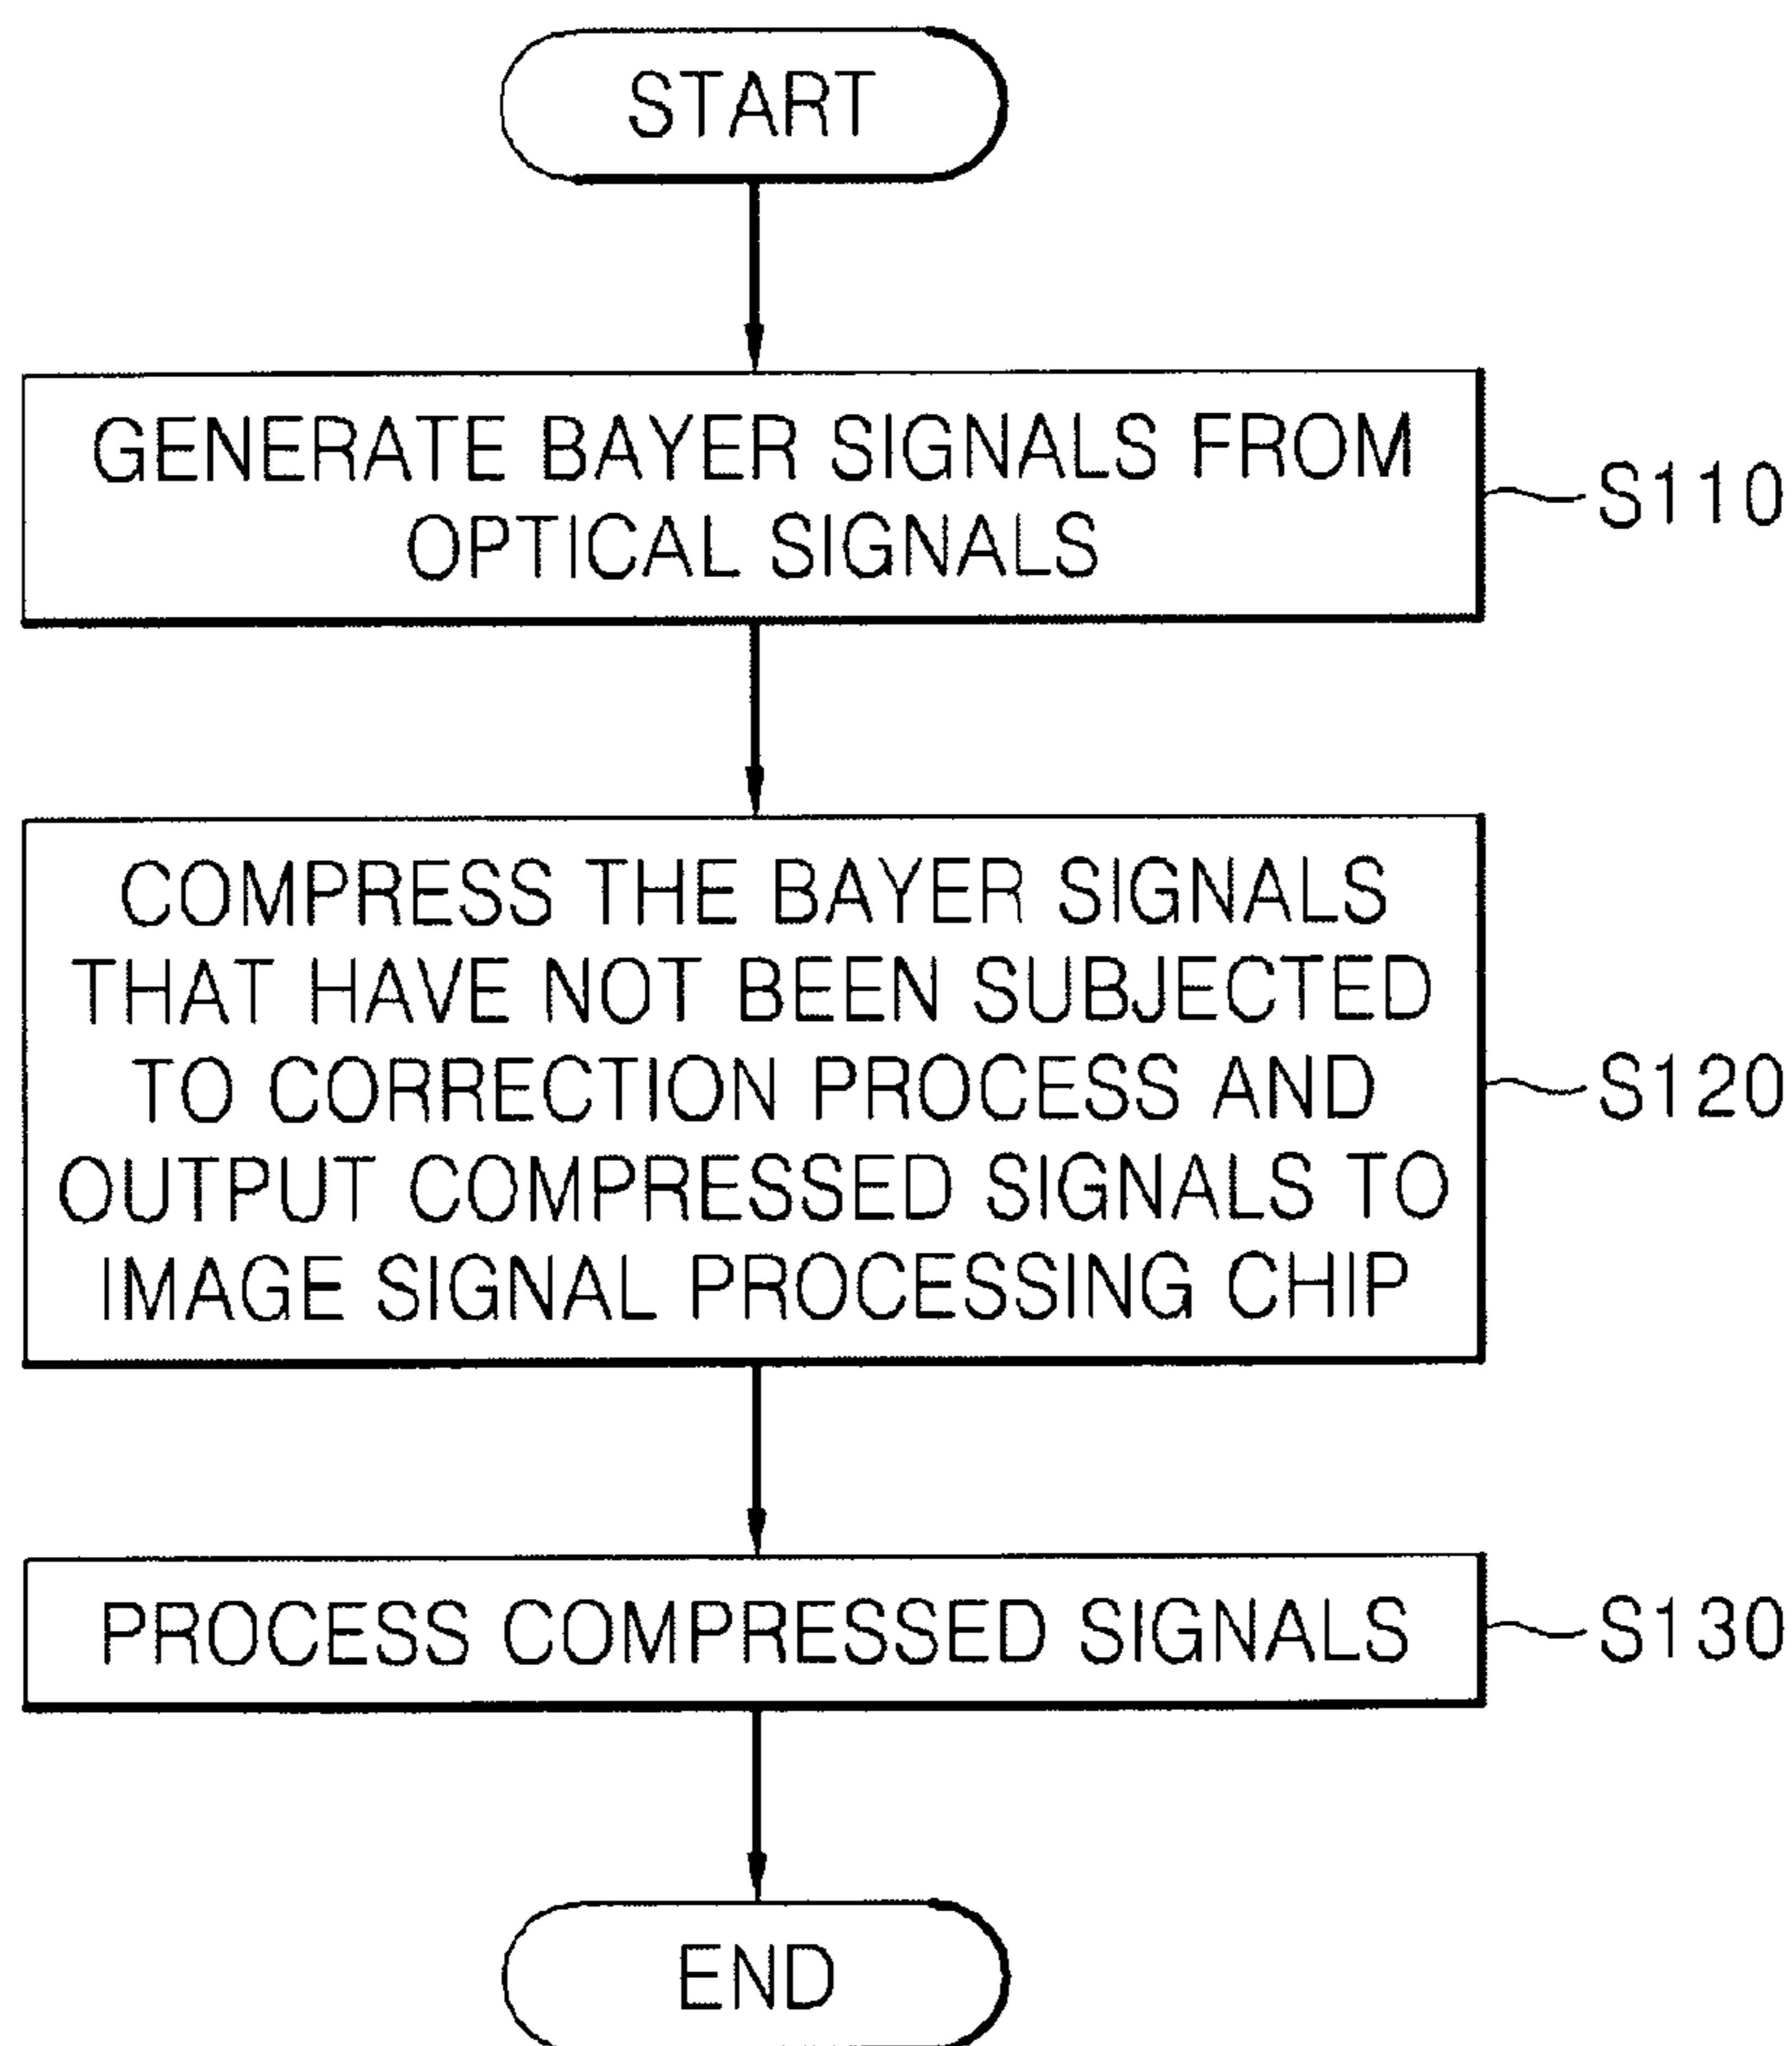 START
GENERATE BAYER SIGNALS FROM
OPTICAL SIGNALS
S110
COMPRESS THE BAYER SIGNALS
THAT HAVE NOT BEEN SUBJECTED
TO CORRECTION PROCESS AND
OUTPUT COMPRESSED SIGNALS TO
IMAGE SIGNAL PROCESSING CHIP
S120
PROCESS COMPRESSED SIGNALS
S130
END